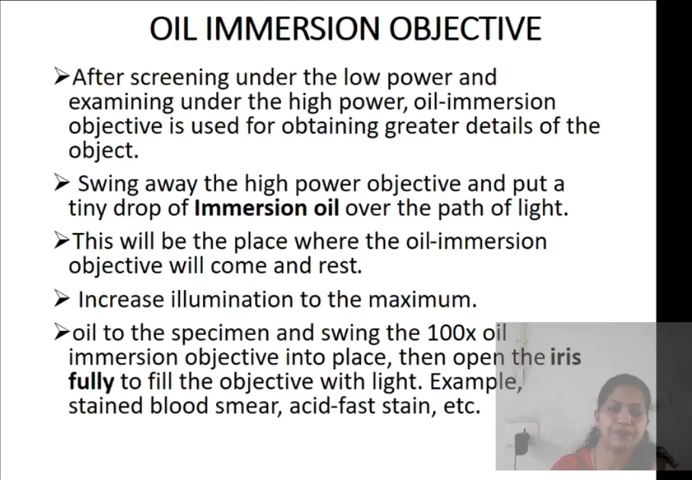 OIL IMMERSION OBJECTIVE
➢After screening under the low power and
examining under the high power, oil-immersion
objective is used for obtaining greater details of the
object.
➢ Swing away the high power objective and put a
tiny drop of Immersion oil over the path of light.
➢This will be the place where the oil-immersion
objective will come and rest.
➢ Increase illumination to the maximum.
➢oil to the specimen and swing the 100x oil
immersion objective into place, then open the iris
fully to fill the objective with light. Example,
stained blood smear, acid-fast stain, etc.